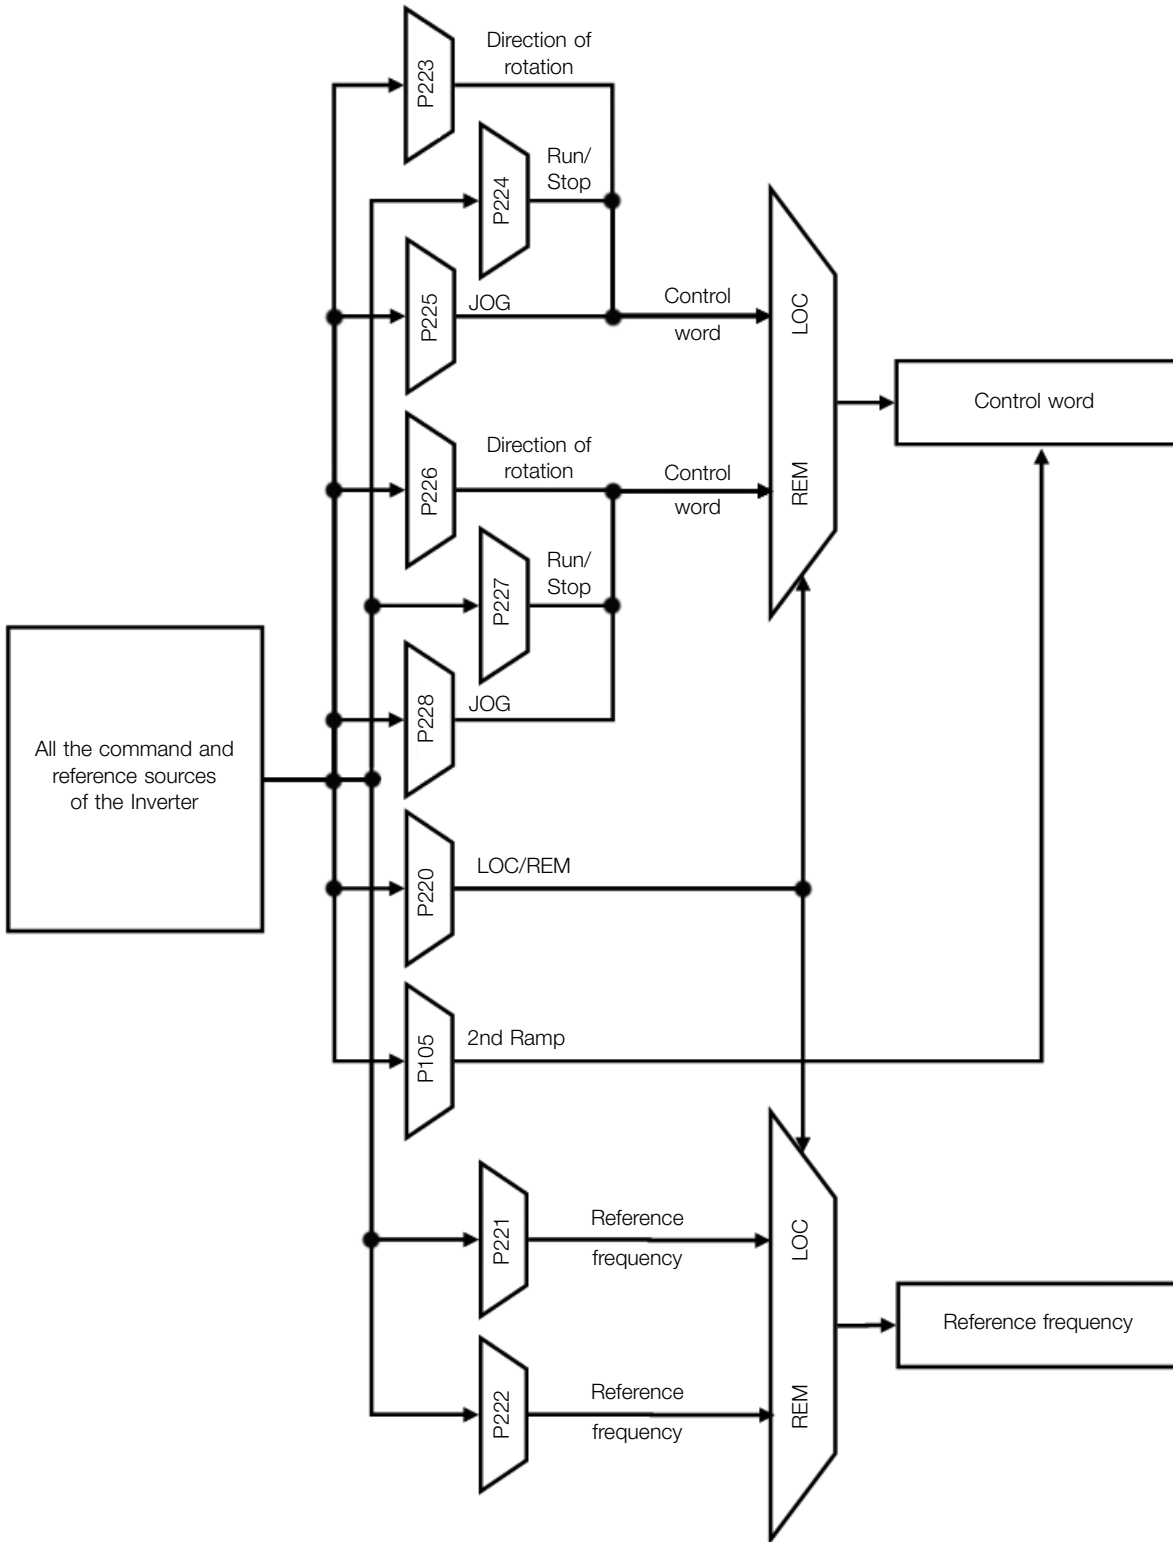 P223
Direction of
rotation
P224
Run/
Stop
P225
JOG
Control
word
LOC
REM
Control word
P226
Direction of
rotation
Control
word
P227
Run/
Stop
P228
JOG
All the command and
reference sources
of the Inverter
P220
LOC/REM
P105
2nd Ramp
P221
Reference
frequency
LOC
REM
Reference frequency
P222
Reference
frequency